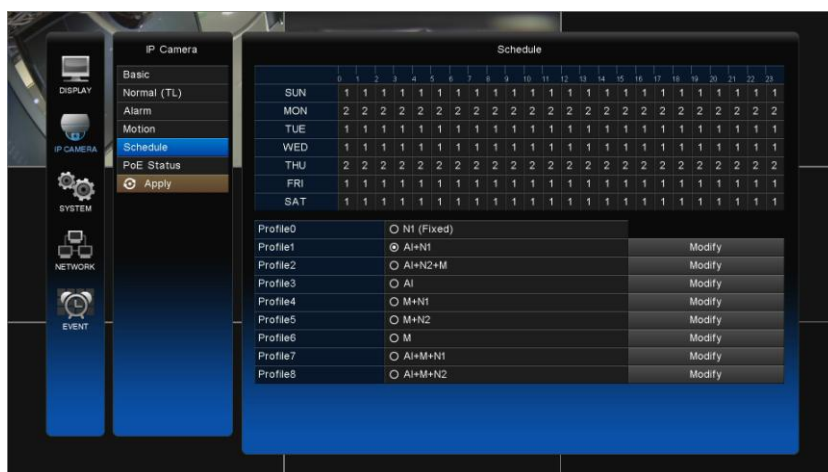 DISPLAY
IP CAMERA
SYSTEM
NETWORK
EVENT
IP Camera
Basic
Normal (TL)
Alarm
Motion
Schedule
PoE Status
Apply
Schedule
0 1 2 3 4 5 6 7 8 9 10 11 12 13 14 15 16 17 18 19 20 21 22 23
SUN 1 1 1 1 1 1 1 1 1 1 1 1 1 1 1 1 1 1 1 1 1 1 1 1
MON 2 2 2 2 2 2 2 2 2 2 2 2 2 2 2 2 2 2 2 2 2 2 2 2
TUE 1 1 1 1 1 1 1 1 1 1 1 1 1 1 1 1 1 1 1 1 1 1 1 1
WED 1 1 1 1 1 1 1 1 1 1 1 1 1 1 1 1 1 1 1 1 1 1 1 1
THU 2 2 2 2 2 2 2 2 2 2 2 2 2 2 2 2 2 2 2 2 2 2 2 2
FRI 1 1 1 1 1 1 1 1 1 1 1 1 1 1 1 1 1 1 1 1 1 1 1 1
SAT 1 1 1 1 1 1 1 1 1 1 1 1 1 1 1 1 1 1 1 1 1 1 1 1
Profile0 N1 (Fixed)
Profile1 Al+N1 Modify
Profile2 Al+N2+M Modify
Profile3 Al Modify
Profile4 M+N1 Modify
Profile5 M+N2 Modify
Profile6 M Modify
Profile7 Al+M+N1 Modify
Profile8 Al+M+N2 Modify